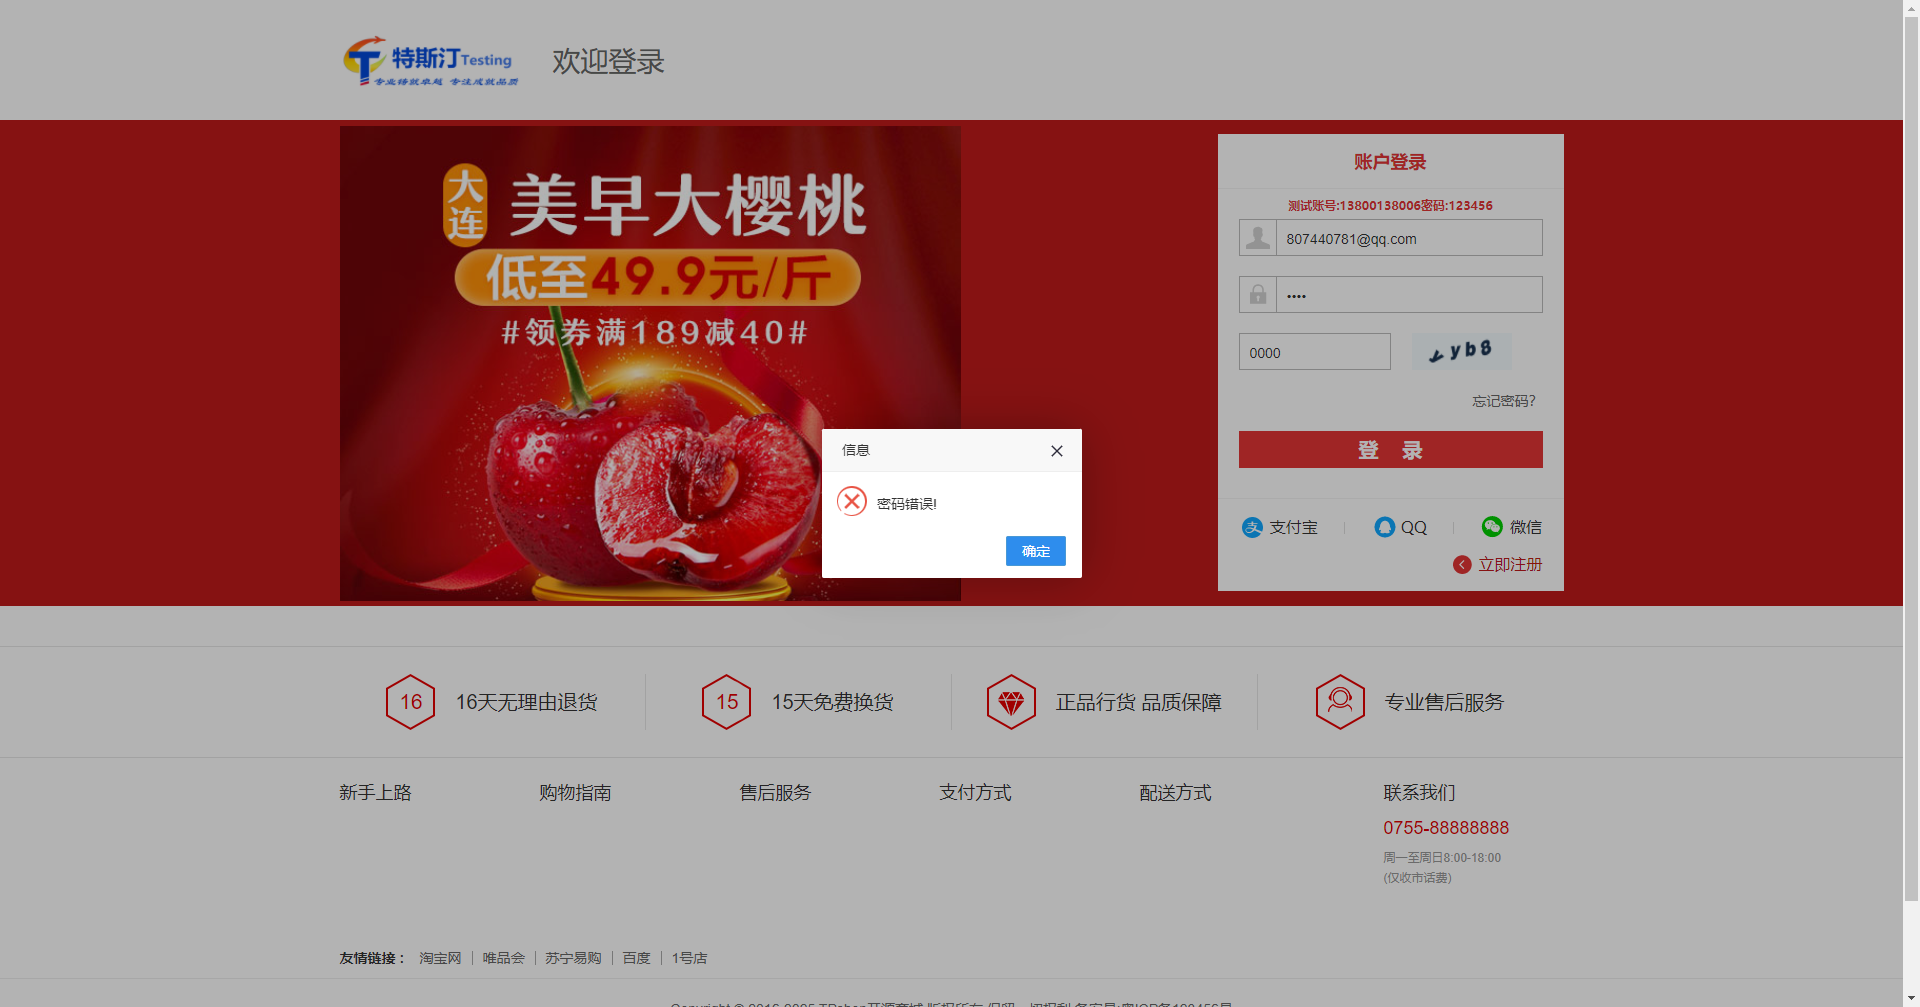 特斯汀Testing
专业铸就卓越 专注成就品质
欢迎登录
大连
美早大樱桃
低至49.9元/斤
#领券满189减40#
账户登录
测试账号:13800138006密码:123456
807440781@qq.com
••••
0000
yb8
忘记密码?
登 录
支付宝
QQ
微信
立即注册
信息
密码错误!
确定
16
16天无理由退货
15
15天免费换货
正品行货 品质保障
专业售后服务
新手上路
购物指南
售后服务
支付方式
配送方式
联系我们
0755-88888888
周一至周日8:00-18:00
(仅收市话费)
友情链接：
淘宝网
唯品会
苏宁易购
百度
1号店